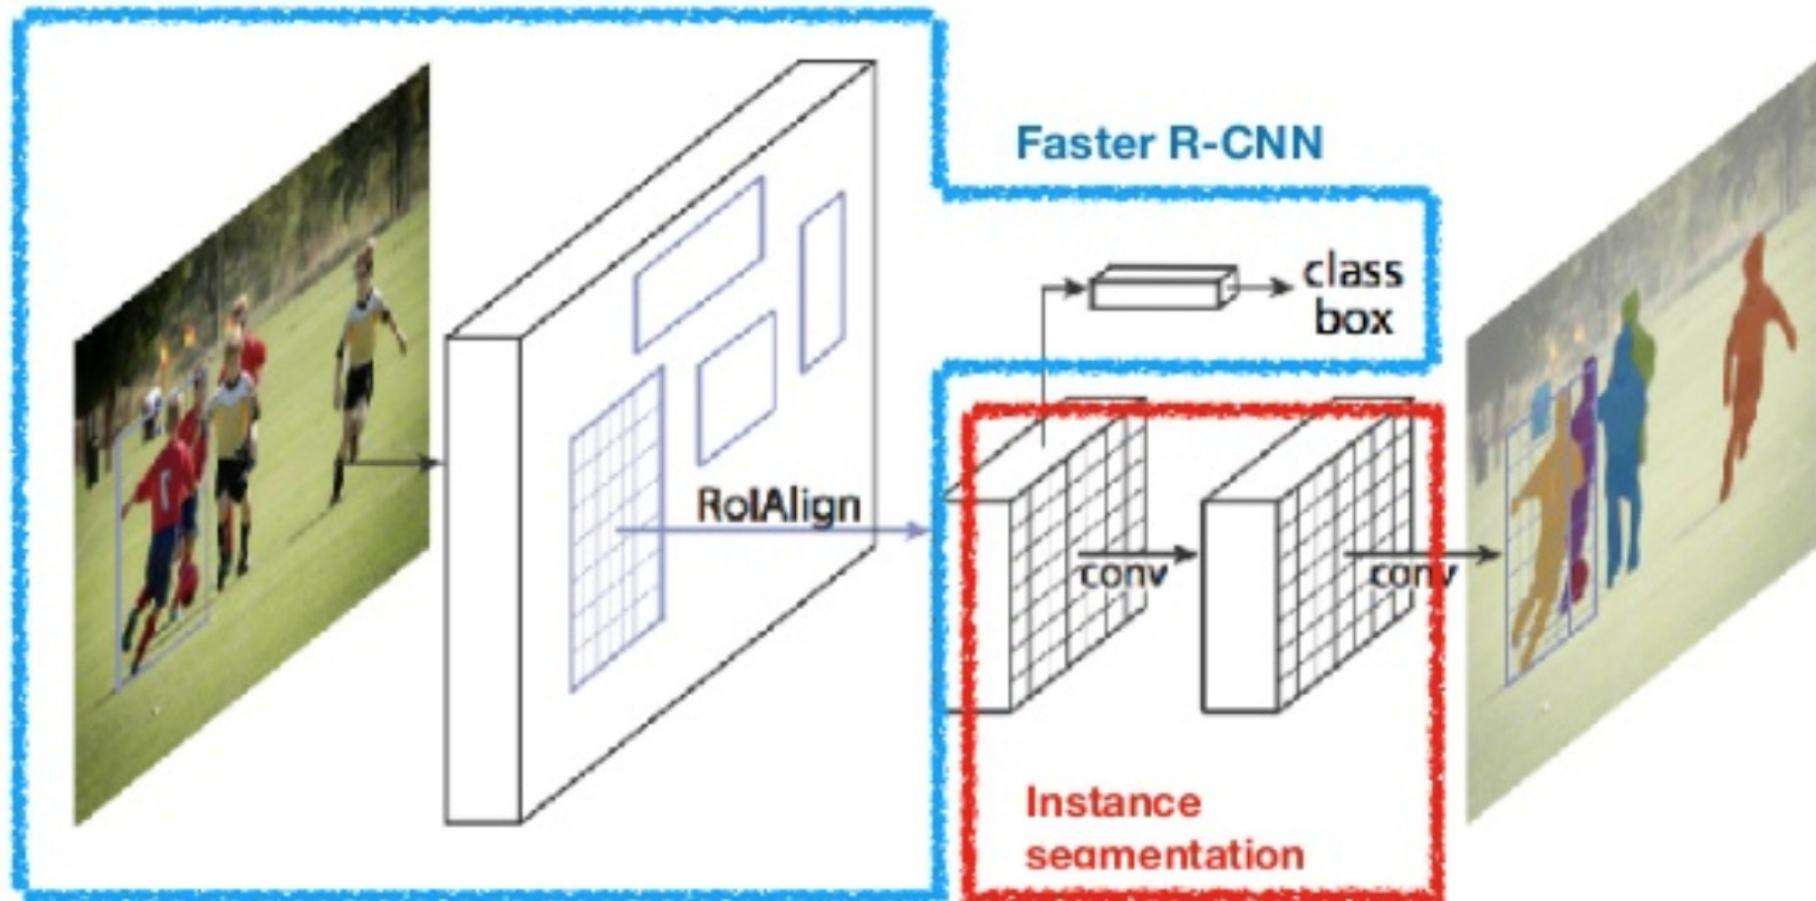 Faster R-CNN
class
box
RoIAlign
conv
conv
Instance
segmentation